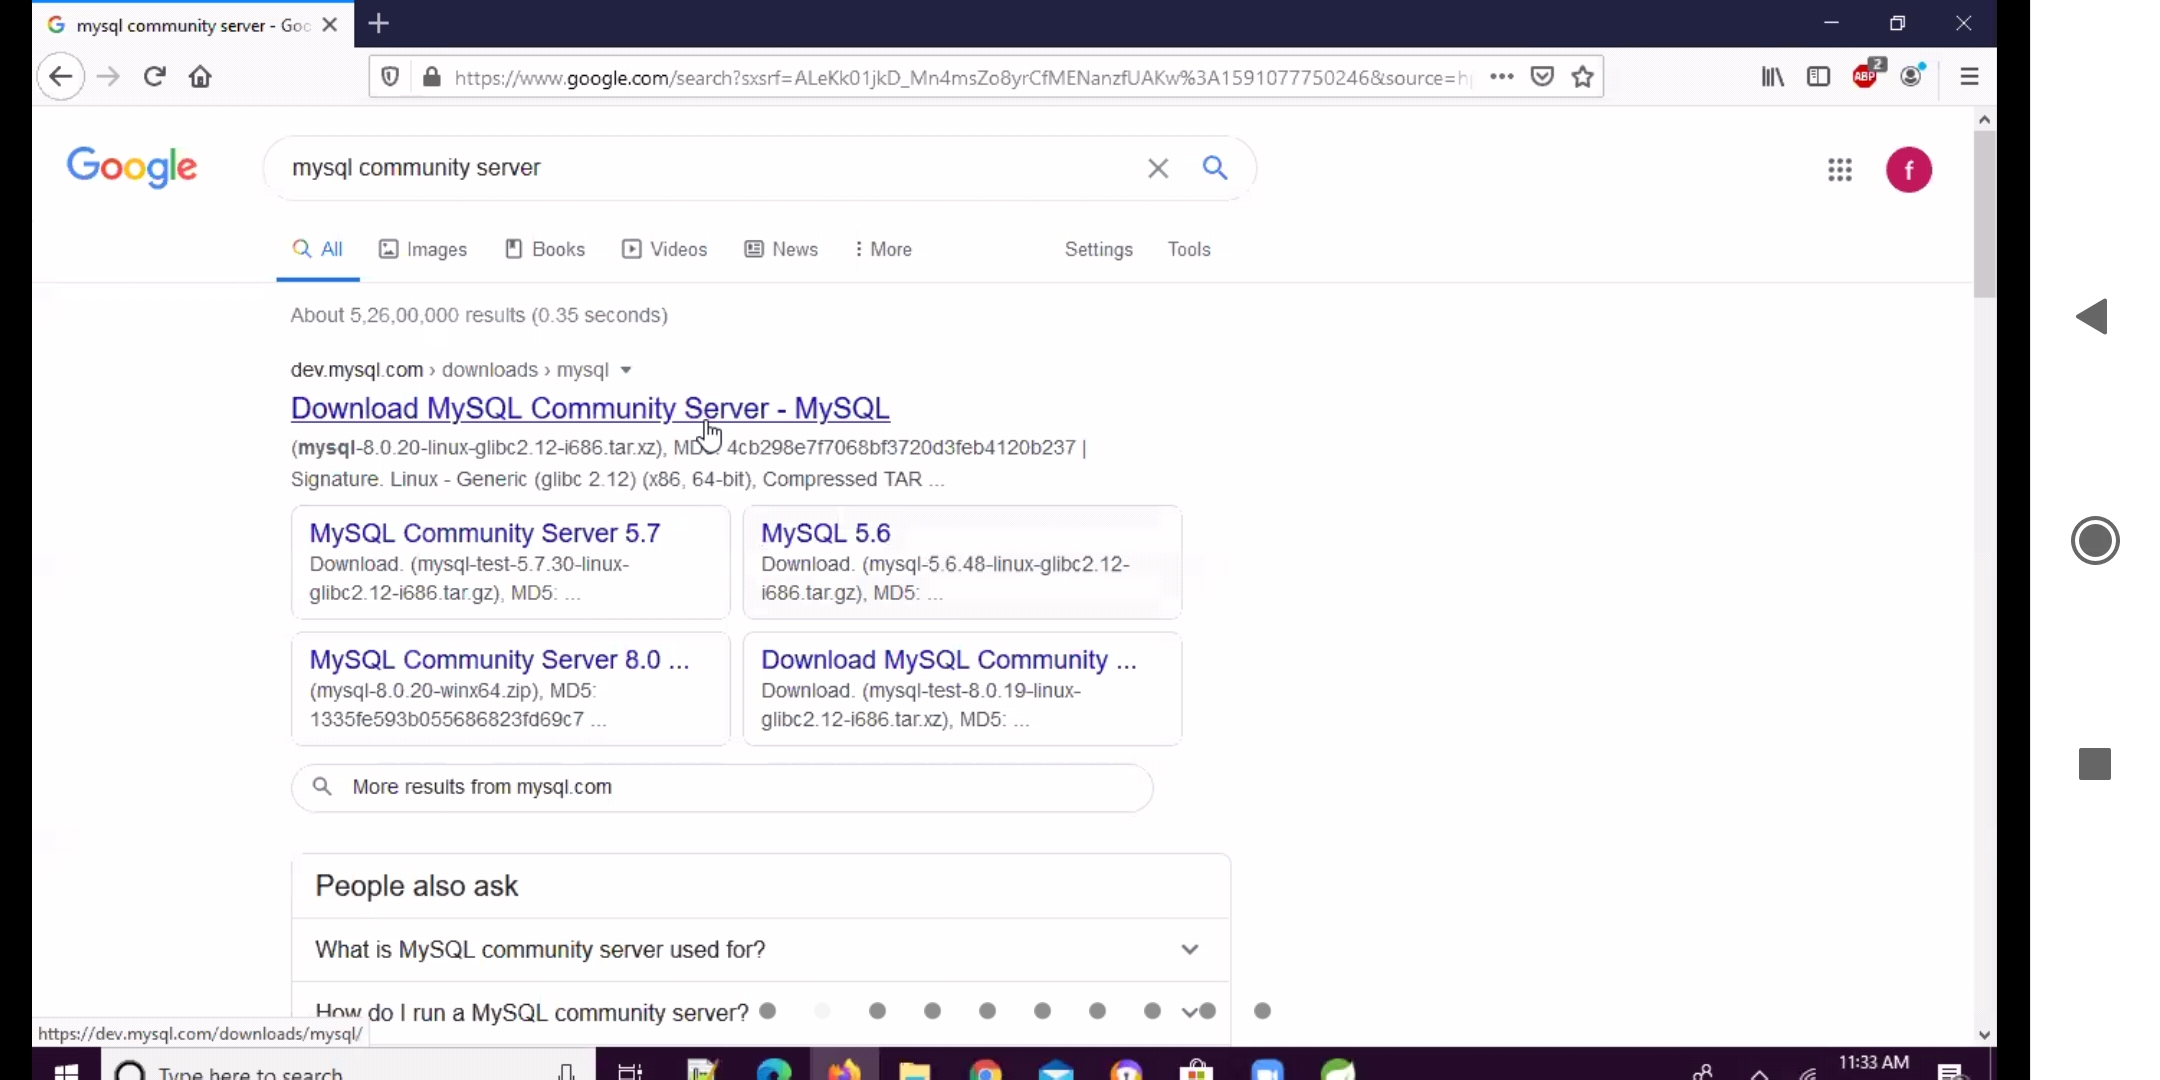 mysql community server - Goo
https://www.google.com/search?sxsrf=ALeKk01jkD_Mn4msZo8yrCfMENanzfUAKw%3A1591077750246&source=h
ABP 2
Google
mysql community server
f
All Images Books Videos News More Settings Tools
About 5,26,00,000 results (0.35 seconds)
dev.mysql.com › downloads › mysql
Download MySQL Community Server - MySQL
(mysql-8.0.20-linux-glibc2.12-i686.tar.xz), MD 4cb298e7f7068bf3720d3feb4120b237 |
Signature. Linux - Generic (glibc 2.12) (x86, 64-bit), Compressed TAR ...
MySQL Community Server 5.7
Download. (mysql-test-5.7.30-linux-
glibc2.12-i686.tar.gz), MD5: ...
MySQL 5.6
Download. (mysql-5.6.48-linux-glibc2.12-
i686.tar.gz), MD5: ...
MySQL Community Server 8.0 ...
(mysql-8.0.20-winx64.zip), MD5:
1335fe593b055686823fd69c7 ...
Download MySQL Community ...
Download. (mysql-test-8.0.19-linux-
glibc2.12-i686.tar.xz), MD5: ...
More results from mysql.com
People also ask
What is MySQL community server used for?
How do I run a MySQL community server?
https://dev.mysql.com/downloads/mysql/
Type here to search
11:33 AM